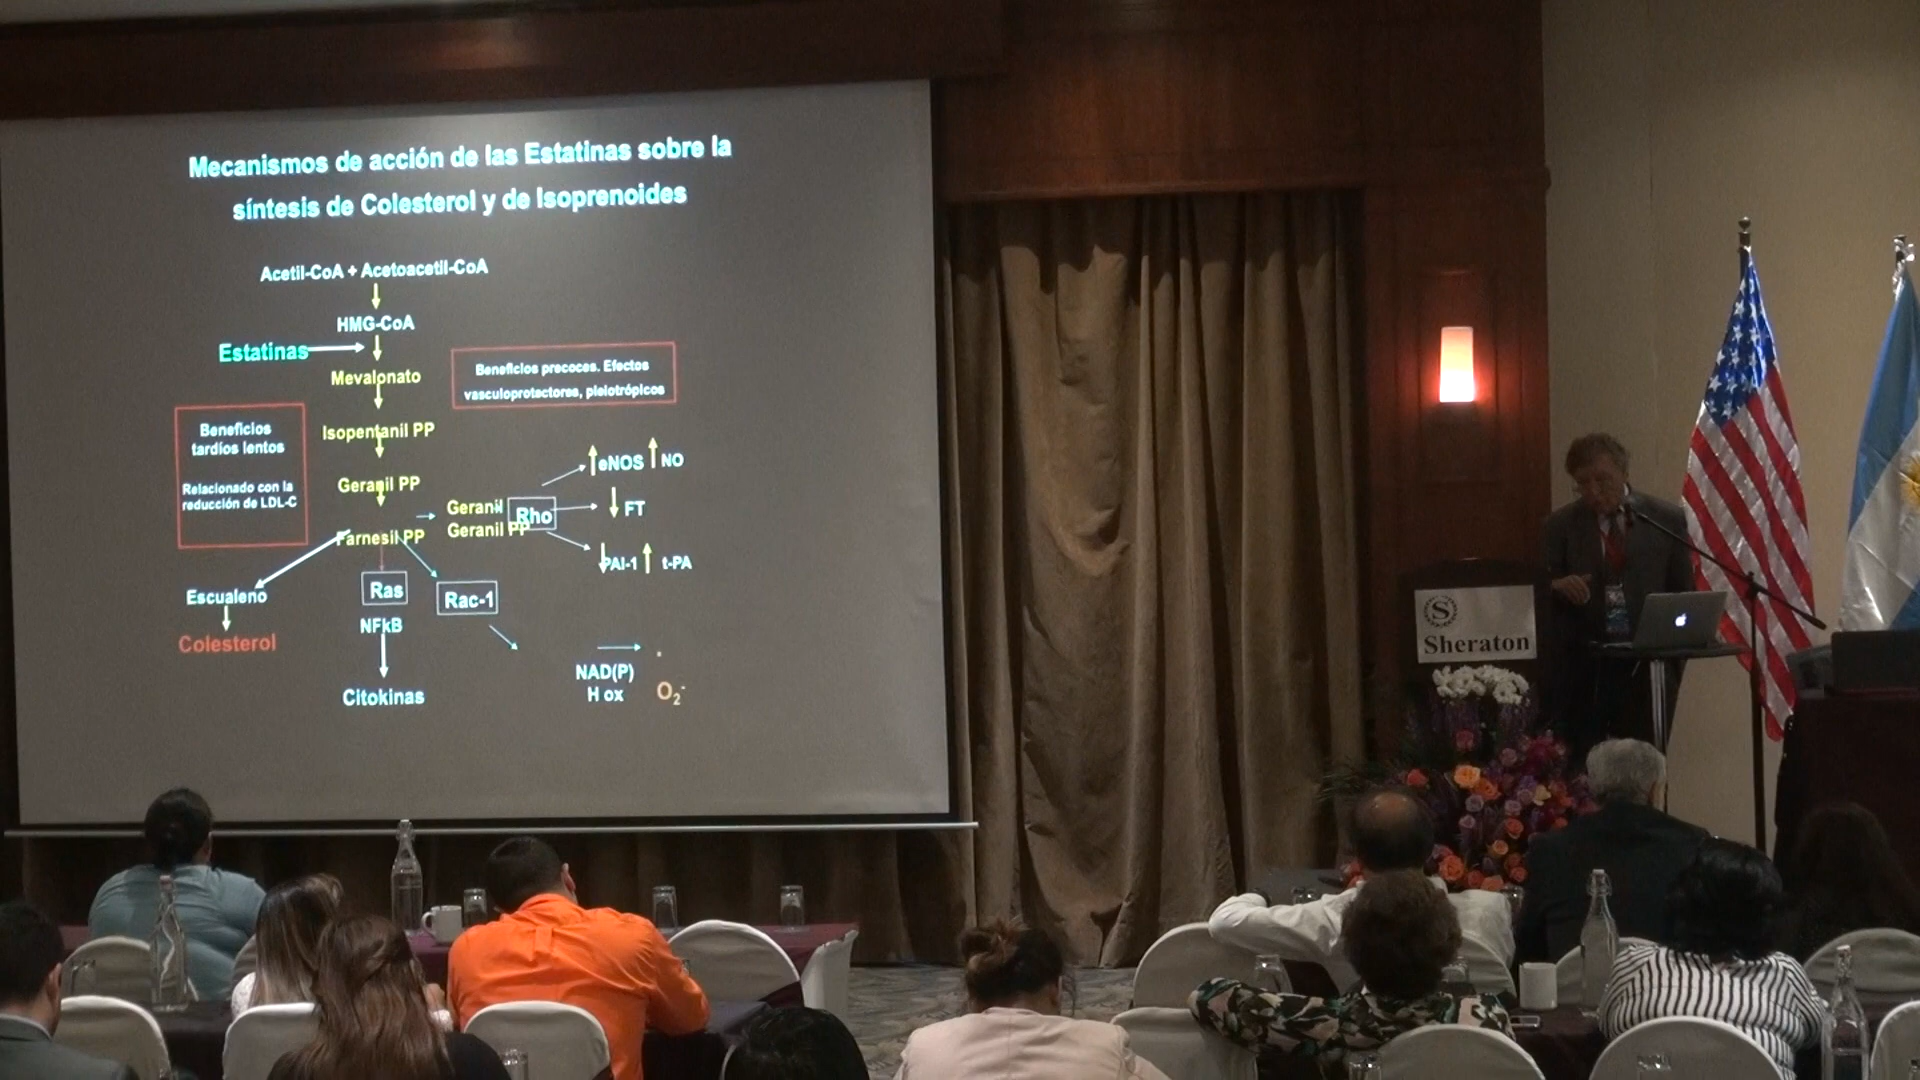 Mecanismos de acción de las Estatinas sobre la
síntesis de Colesterol y de Isoprenoides
Acetil-CoA + Acetoacetil-CoA
HMG-CoA
Estatinas
Mevalonato
Beneficios precoces. Efectos
vasculoprotectores, pleiotrópicos
Beneficios
tardíos lentos
Relacionado con la
reducción de LDL-C
Isopentanil PP
Geranil PP
Farnesil PP
Geranil
Geranil PP
Rho
eNOS NO
FT
PAI-1 t-PA
Escualeno
Colesterol
Ras
NFkB
Citokinas
Rac-1
NAD(P)
H ox
O2-
S
Sheraton